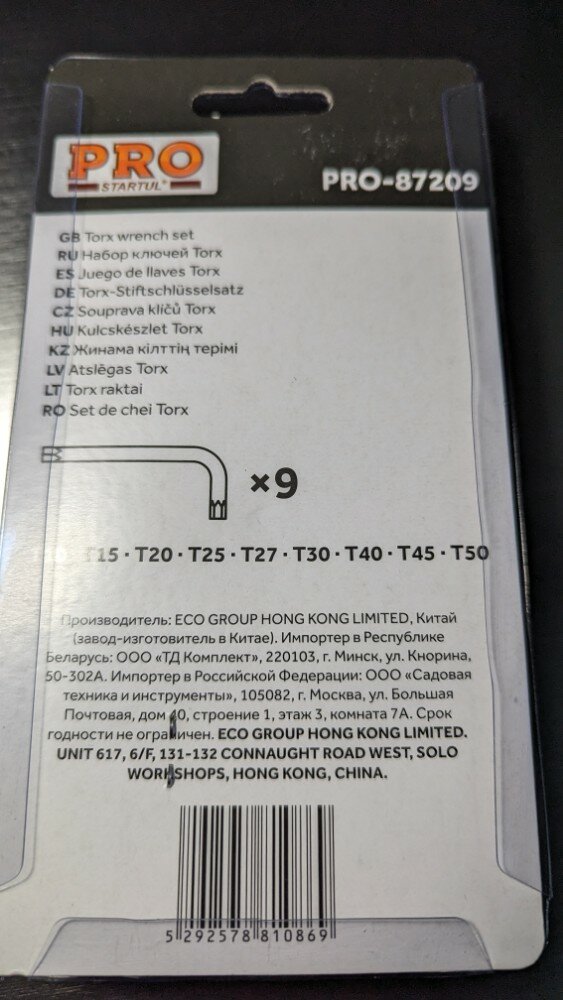 PRO
STARTUL®
PRO-87209
GB Torx wrench set
RU Набор ключей Torx
ES Juego de llaves Torx
DE Torx-Stiftschlüsselsatz
CZ Souprava klíčů Torx
HU Kulcskészlet Torx
KZ Жинама кілттің терімі
LV Atslēgas Torx
LT Torx raktai
RO Set de chei Torx
×9
T15 · T20 · T25 · T27 · T30 · T40 · T45 · T50
Производитель: ECO GROUP HONG KONG LIMITED, Китай
(завод-изготовитель в Китае). Импортер в Республике
Беларусь: ООО «ТД Комплект», 220103, г. Минск, ул. Кнорина,
50-302А. Импортер в Российской Федерации: ООО «Садовая
техника и инструменты», 105082, г. Москва, ул. Большая
Почтовая, дом 40, строение 1, этаж 3, комната 7А. Срок
годности не ограничен. ECO GROUP HONG KONG LIMITED.
UNIT 617, 6/F, 131-132 CONNAUGHT ROAD WEST, SOLO
WORKSHOPS, HONG KONG, CHINA.
5 292578 810869